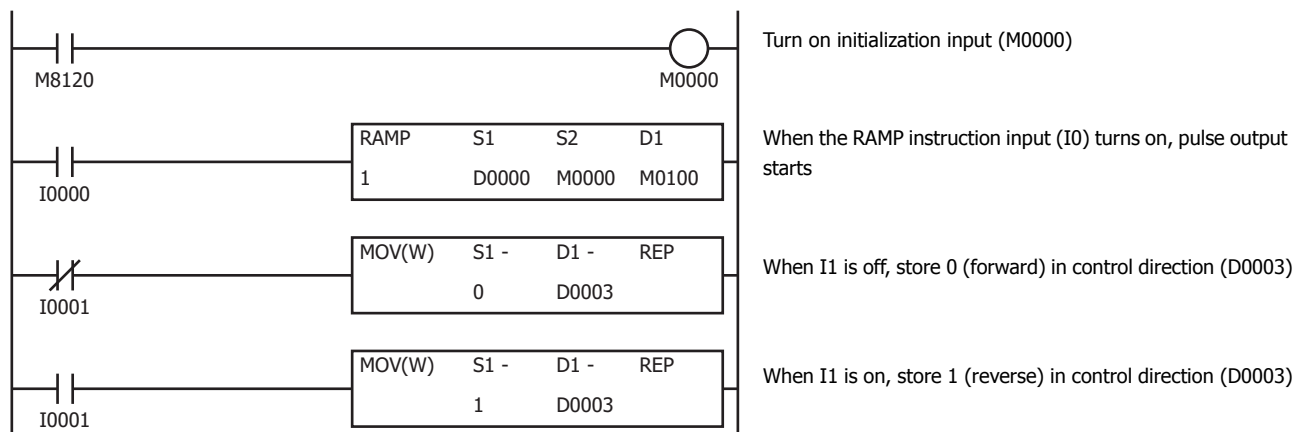 M8120
M0000
Turn on initialization input (M0000)
I0000
RAMP S1 S2 D1
1 D0000 M0000 M0100
When the RAMP instruction input (I0) turns on, pulse output
starts
I0001
MOV(W) S1 - D1 - REP
0 D0003
When I1 is off, store 0 (forward) in control direction (D0003)
I0001
MOV(W) S1 - D1 - REP
1 D0003
When I1 is on, store 1 (reverse) in control direction (D0003)